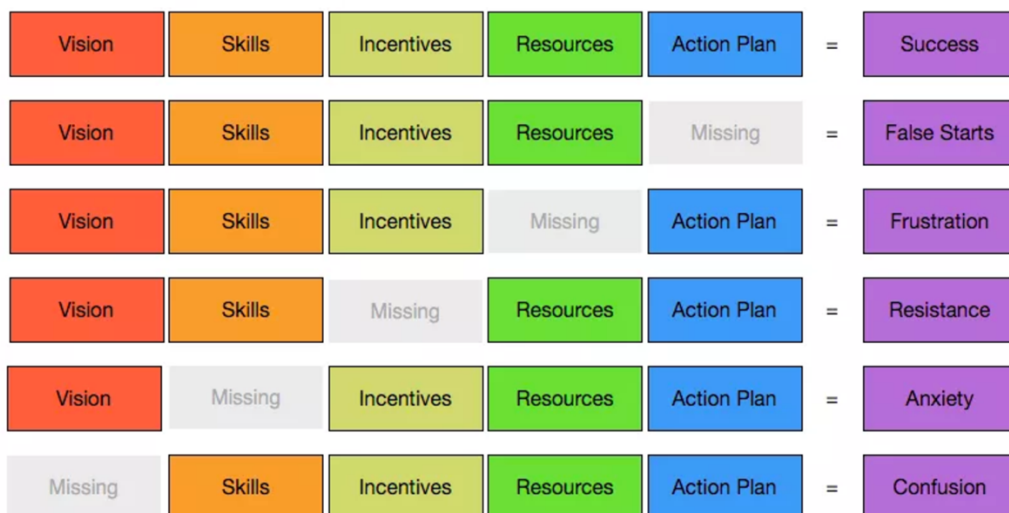 Vision Skills Incentives Resources Action Plan = Success
Vision Skills Incentives Resources Missing = False Starts
Vision Skills Incentives Missing Action Plan = Frustration
Vision Skills Missing Resources Action Plan = Resistance
Vision Missing Incentives Resources Action Plan = Anxiety
Missing Skills Incentives Resources Action Plan = Confusion